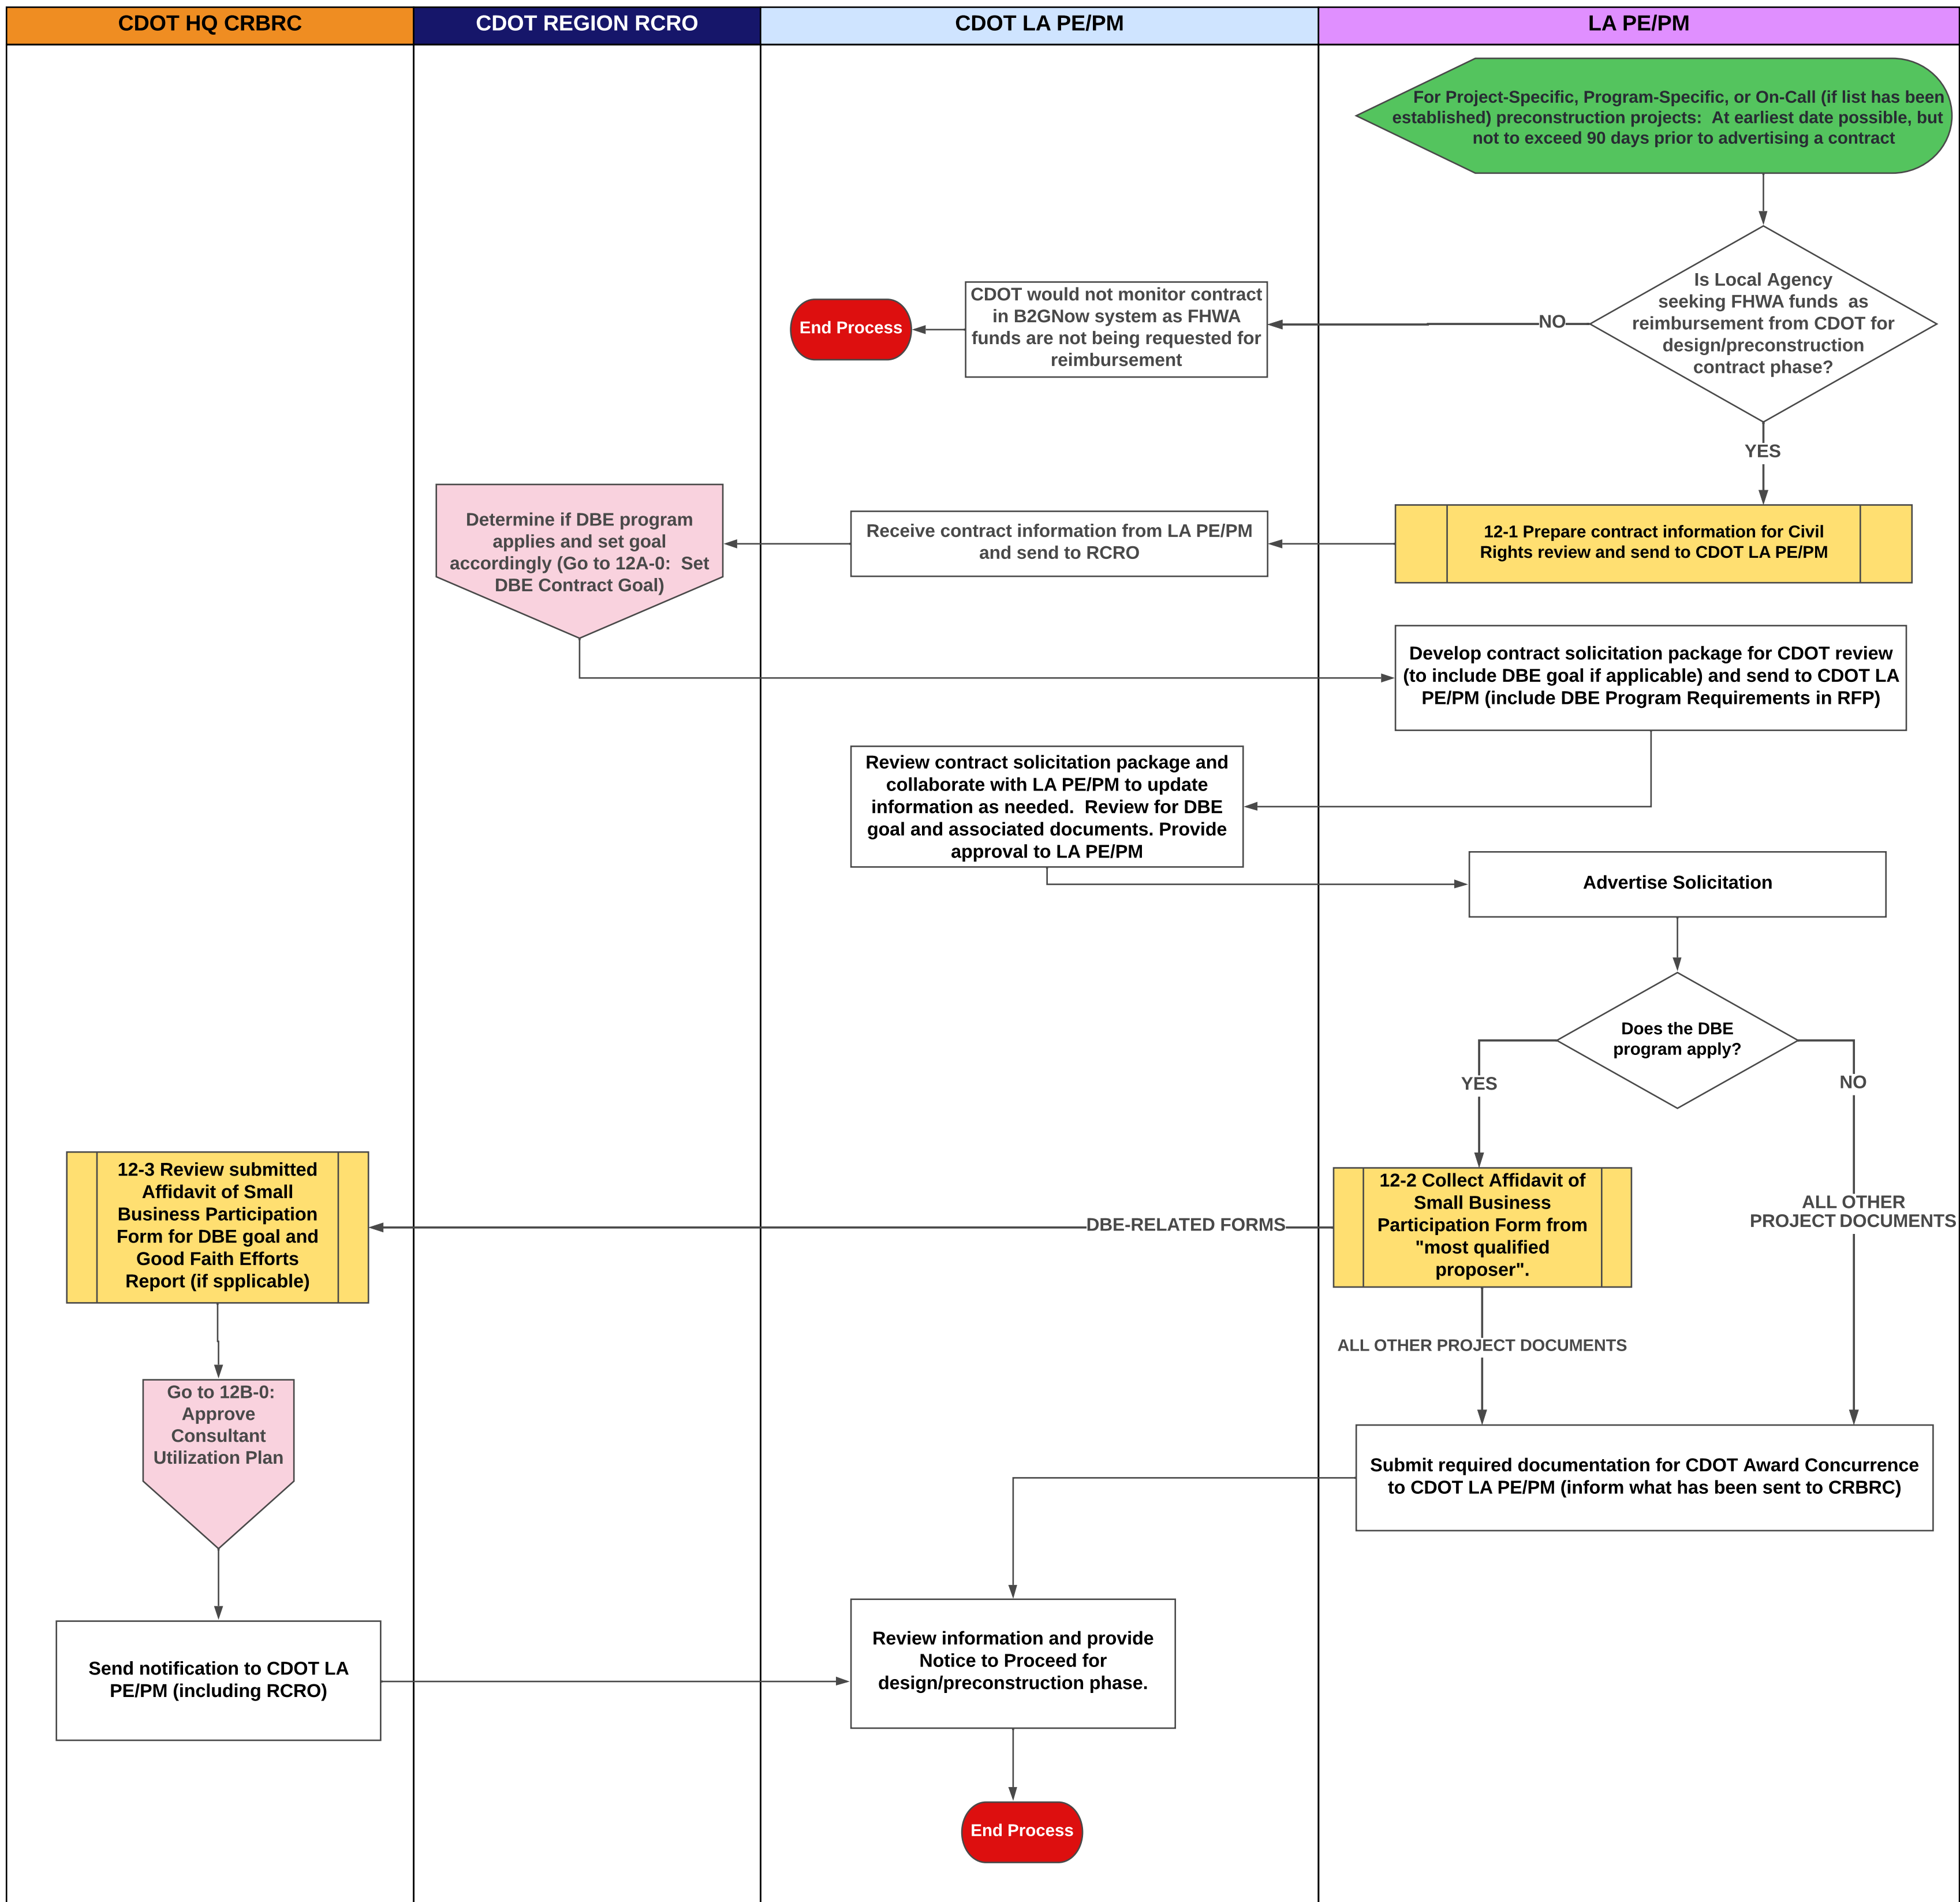 CDOT HQ CRBRC
CDOT REGION RCRO
CDOT LA PE/PM
LA PE/PM
For Project-Specific, Program-Specific, or On-Call (if list has been
established) preconstruction projects:  At earliest date possible, but
not to exceed 90 days prior to advertising a contract
Is Local Agency
seeking FHWA funds  as
reimbursement from CDOT for
design/preconstruction
contract phase?
NO
CDOT would not monitor contract
in B2GNow system as FHWA
funds are not being requested for
reimbursement
End Process
YES
12-1 Prepare contract information for Civil
Rights review and send to CDOT LA PE/PM
Receive contract information from LA PE/PM
and send to RCRO
Determine if DBE program
applies and set goal
accordingly (Go to 12A-0:  Set
DBE Contract Goal)
Develop contract solicitation package for CDOT review
(to include DBE goal if applicable) and send to CDOT LA
PE/PM (include DBE Program Requirements in RFP)
Review contract solicitation package and
collaborate with LA PE/PM to update
information as needed.  Review for DBE
goal and associated documents. Provide
approval to LA PE/PM
Advertise Solicitation
Does the DBE
program apply?
YES
NO
12-2 Collect Affidavit of
Small Business
Participation Form from
"most qualified
proposer".
ALL OTHER
PROJECT DOCUMENTS
DBE-RELATED FORMS
12-3 Review submitted
Affidavit of Small
Business Participation
Form for DBE goal and
Good Faith Efforts
Report (if spplicable)
ALL OTHER PROJECT DOCUMENTS
Go to 12B-0:
Approve
Consultant
Utilization Plan
Submit required documentation for CDOT Award Concurrence
to CDOT LA PE/PM (inform what has been sent to CRBRC)
Send notification to CDOT LA
PE/PM (including RCRO)
Review information and provide
Notice to Proceed for
design/preconstruction phase.
End Process